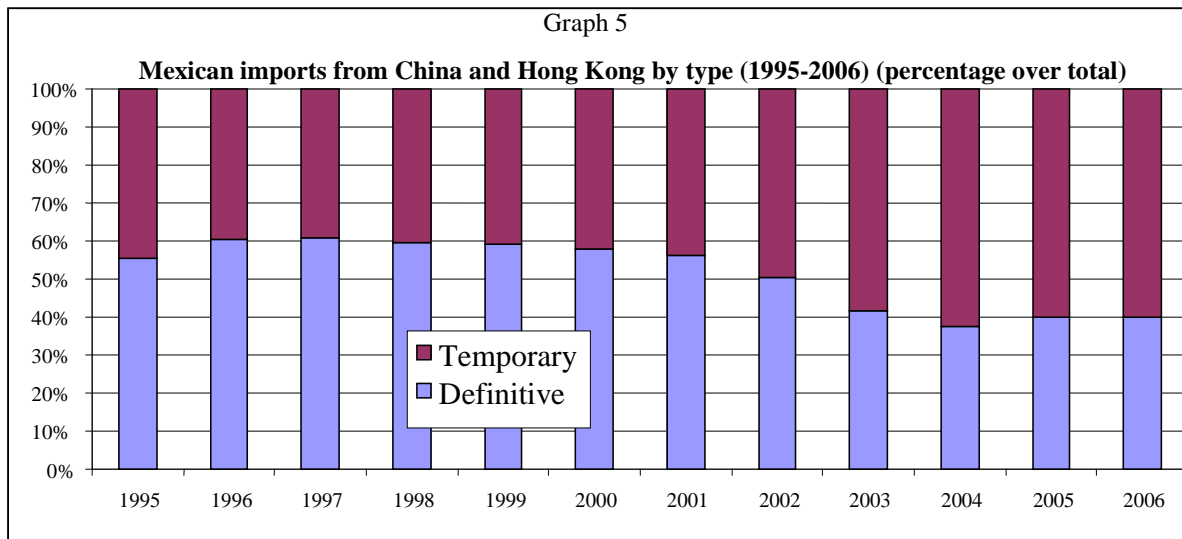 Graph 5
Mexican imports from China and Hong Kong by type (1995-2006) (percentage over total)
100%
90%
80%
70%
60%
50%
40%
30%
20%
10%
0%
Temporary
Definitive
1995 1996 1997 1998 1999 2000 2001 2002 2003 2004 2005 2006